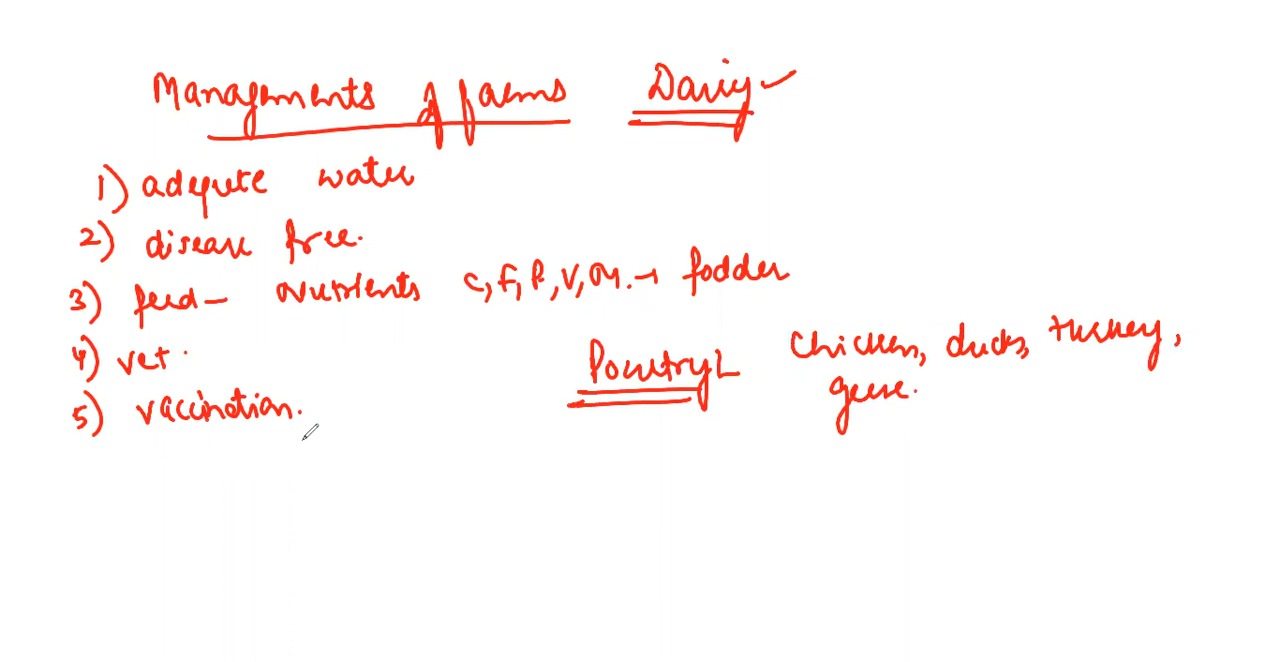 Managements of farms Dairy
1) adequte water
2) disease free.
3) feed - nutrients C, F, P, V, M. → fodder
4) vet.
5) vaccination.
Poultry
Chicken, ducks, turkey,
geese.